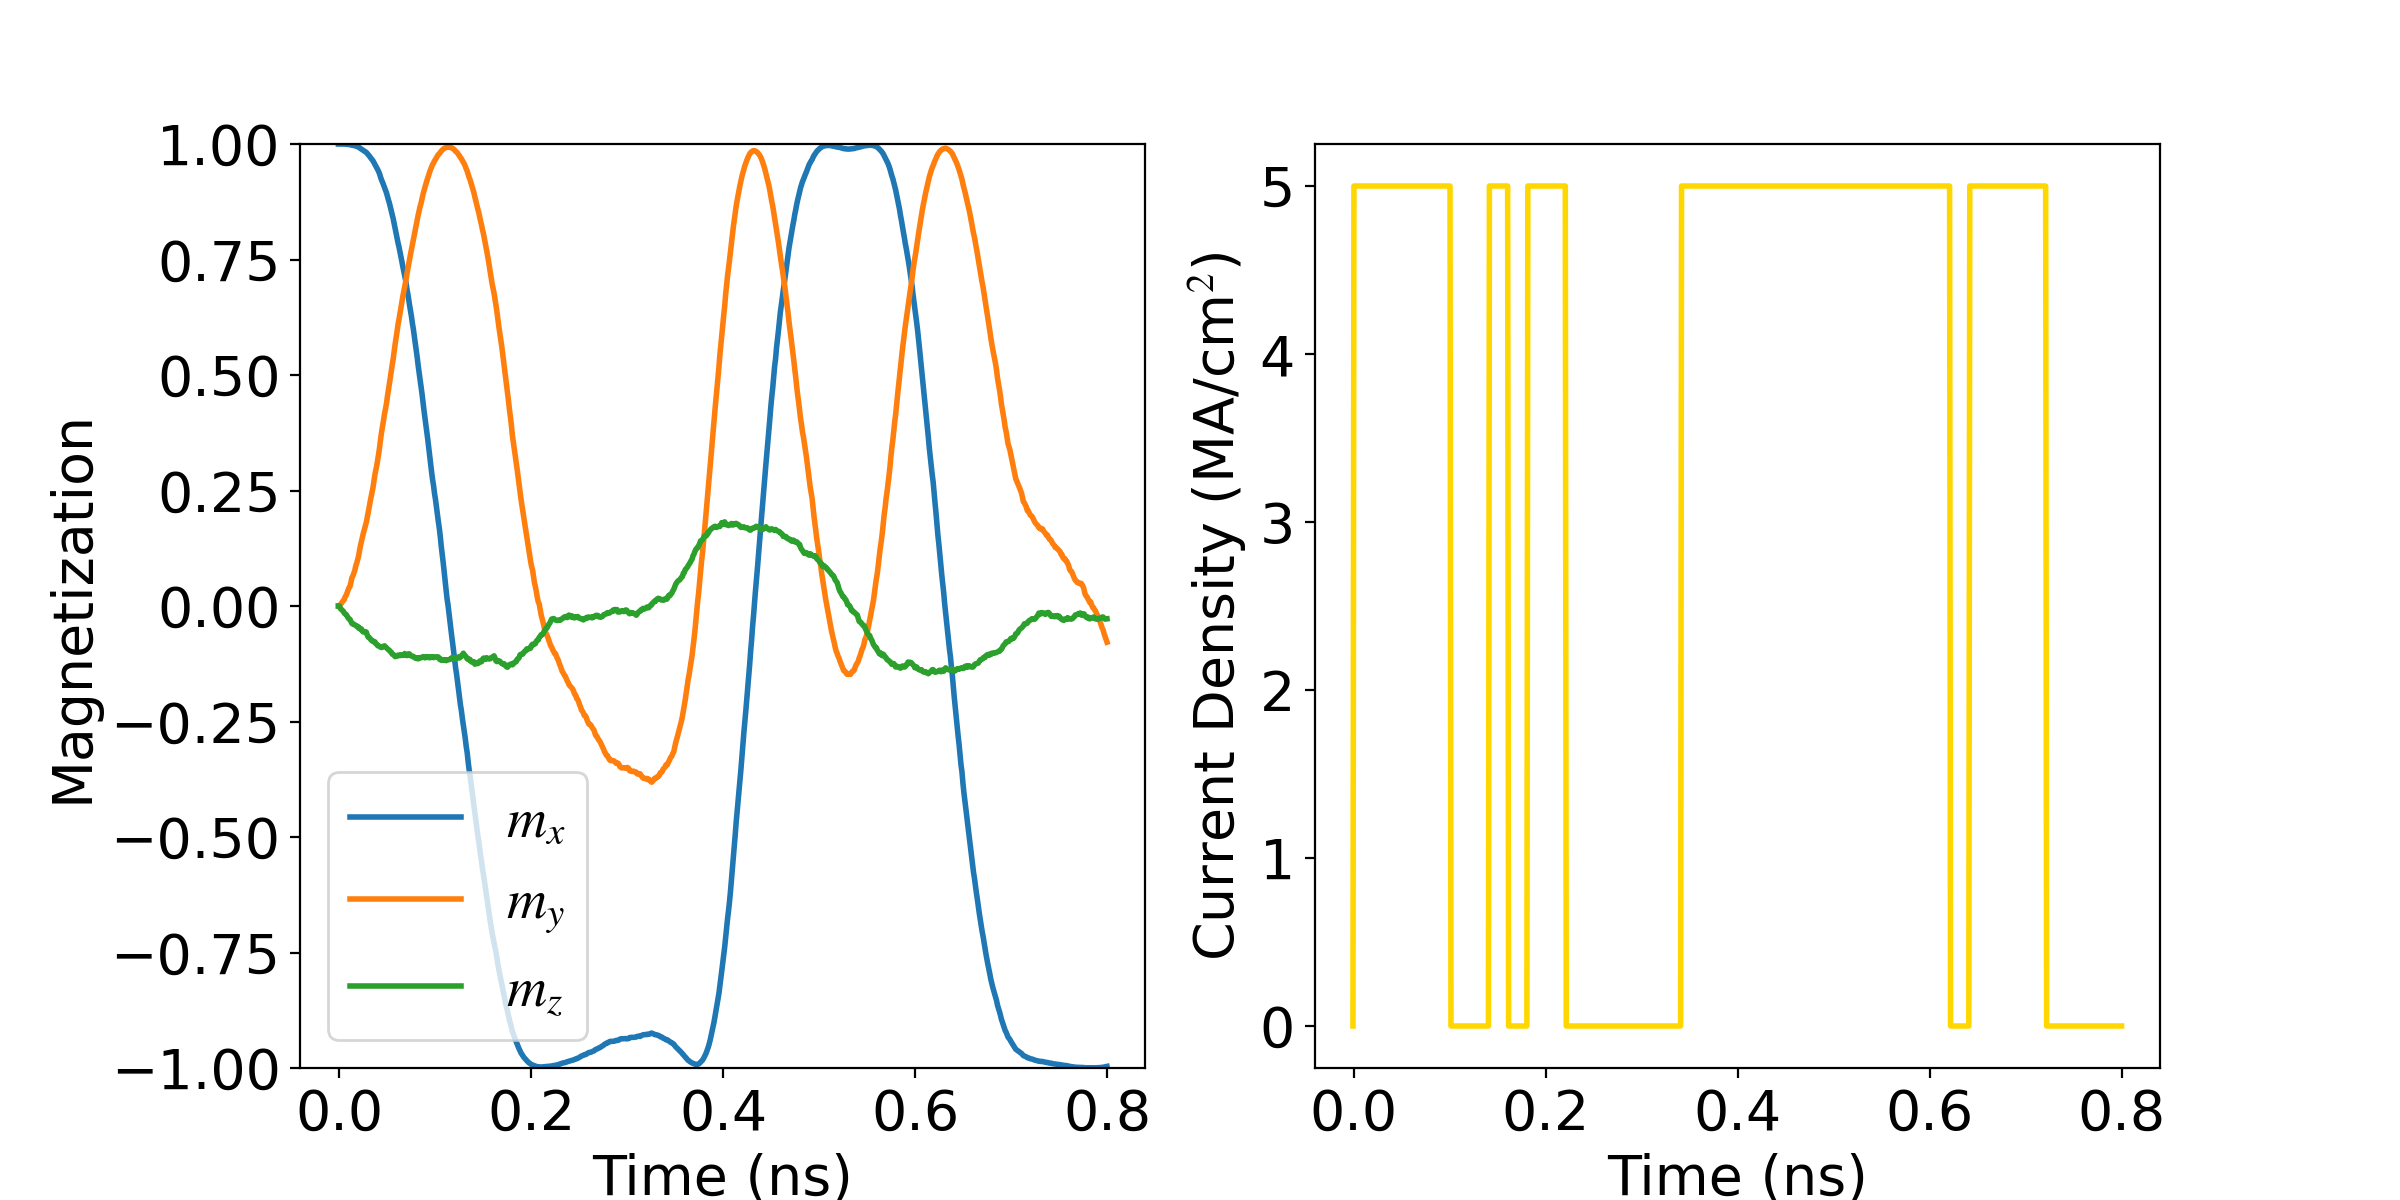 Magnetization
1.00
0.75
0.50
0.25
0.00
−0.25
−0.50
−0.75
−1.00
m_x
m_y
m_z
0.0 0.2 0.4 0.6 0.8
Time (ns)
Current Density (MA/cm²)
5
4
3
2
1
0
0.0 0.2 0.4 0.6 0.8
Time (ns)